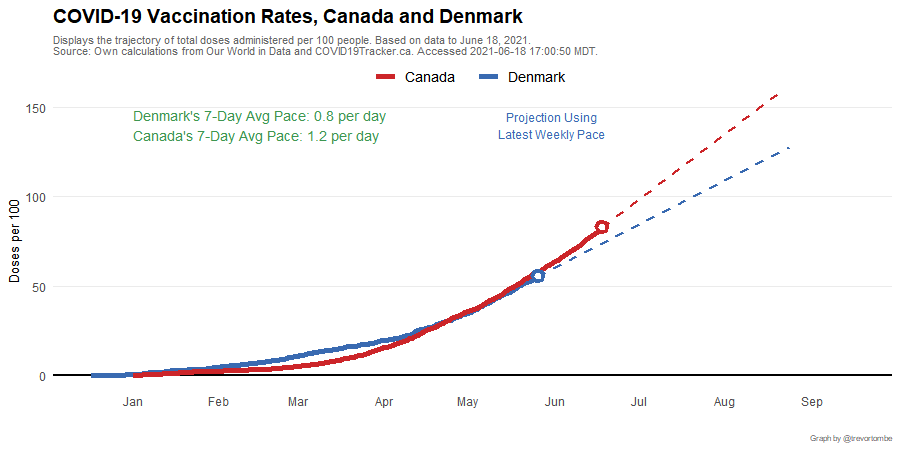 COVID-19 Vaccination Rates, Canada and Denmark
Displays the trajectory of total doses administered per 100 people. Based on data to June 18, 2021.
Source: Own calculations from Our World in Data and COVID19Tracker.ca. Accessed 2021-06-18 17:00:50 MDT.
Canada Denmark
Denmark's 7-Day Avg Pace: 0.8 per day
Canada's 7-Day Avg Pace: 1.2 per day
Projection Using
Latest Weekly Pace
Doses per 100
150
100
50
0
Jan Feb Mar Apr May Jun Jul Aug Sep
Graph by @trevortombe